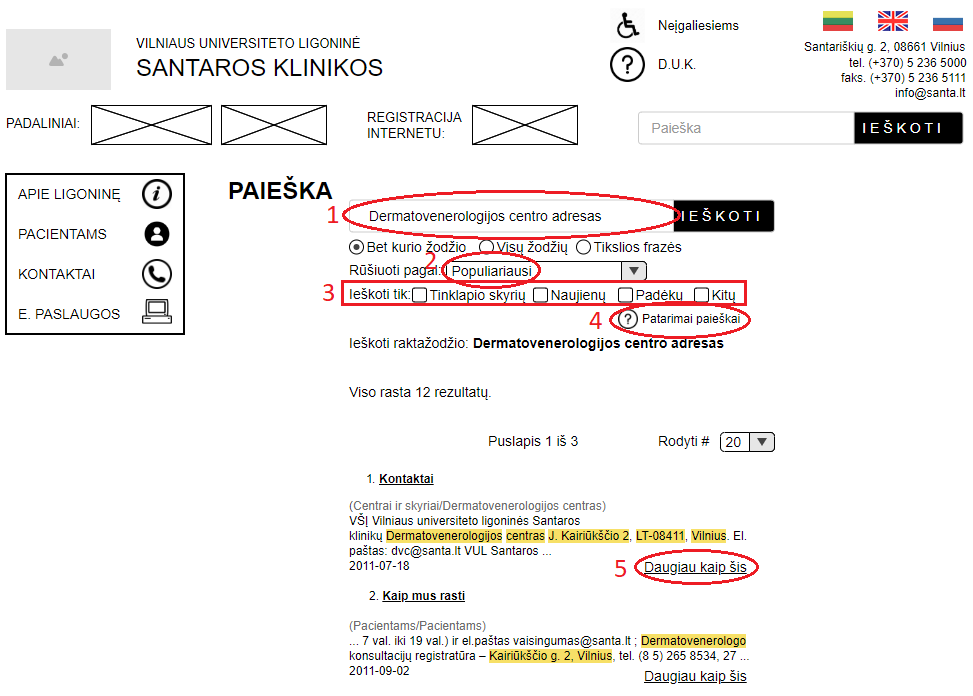 VILNIAUS UNIVERSITETO LIGONINĖ
SANTAROS KLINIKOS
Neįgaliesiems
? D.U.K.
Santariškių g. 2, 08661 Vilnius
tel. (+370) 5 236 5000
faks. (+370) 5 236 5111
info@santa.lt
PADALINIAI:
REGISTRACIJA
INTERNETU:
Paieška IEŠKOTI
APIE LIGONINĘ i
PACIENTAMS
KONTAKTAI
E. PASLAUGOS
PAIEŠKA
1 Dermatovenerologijos centro adresas IEŠKOTI
Bet kurio žodžio Visų žodžių Tikslios frazės
2
Rūšiuoti pagal: Populiariausi
3 Ieškoti tik: Tinklapio skyrių Naujienų Padėkų Kitų
4 ? Patarimai paieškai
Ieškoti raktažodžio: Dermatovenerologijos centro adresas
Viso rasta 12 rezultatų.
Puslapis 1 iš 3 Rodyti # 20
1. Kontaktai
(Centrai ir skyriai/Dermatovenerologijos centras)
VŠĮ Vilniaus universiteto ligoninės Santaros
klinikų Dermatovenerologijos centras J. Kairiūkščio 2, LT-08411, Vilnius. El.
paštas: dvc@santa.lt VUL Santaros ...
2011-07-18
5 Daugiau kaip šis
2. Kaip mus rasti
(Pacientams/Pacientams)
... 7 val. iki 19 val.) ir el.paštas vaisingumas@santa.lt ; Dermatovenerologo
konsultacijų registratūra – Kairiūkščio g. 2, Vilnius, tel. (8 5) 265 8534, 27 ...
2011-09-02
Daugiau kaip šis